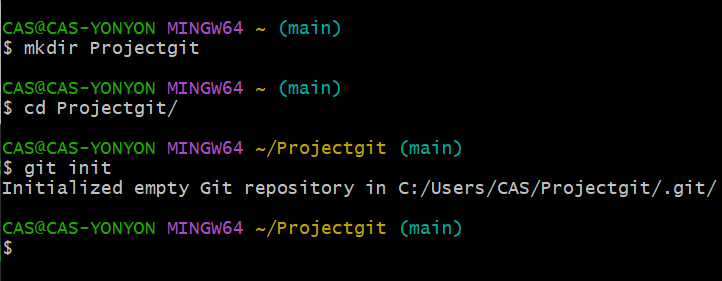 CAS@CAS-YONYON MINGW64 ~ (main)
$ mkdir Projectgit
CAS@CAS-YONYON MINGW64 ~ (main)
$ cd Projectgit/
CAS@CAS-YONYON MINGW64 ~/Projectgit (main)
$ git init
Initialized empty Git repository in C:/Users/CAS/Projectgit/.git/
CAS@CAS-YONYON MINGW64 ~/Projectgit (main)
$